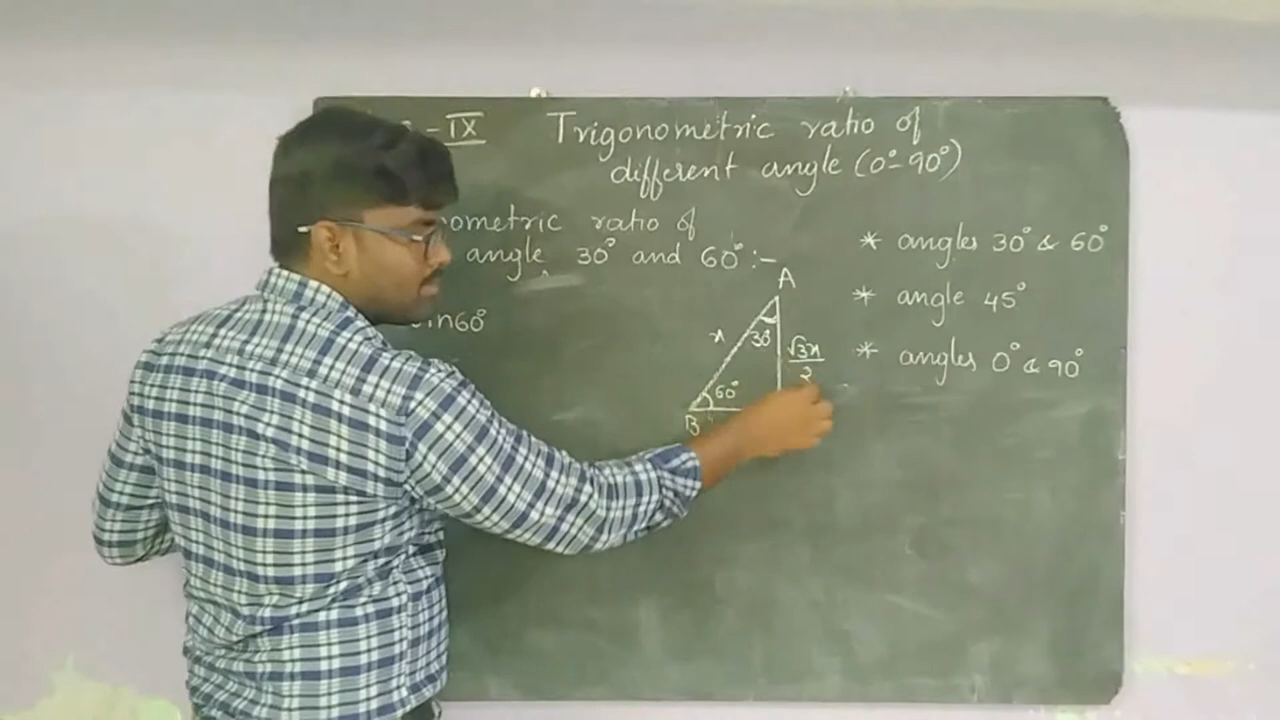 - IX
Trigonometric ratio of
different angle (0°-90°)
ometric ratio of
angle 30° and 60° :-
in60°
A
x
30°
√3x
2
60°
B
* angles 30° & 60°
* angle 45°
* angles 0° & 90°